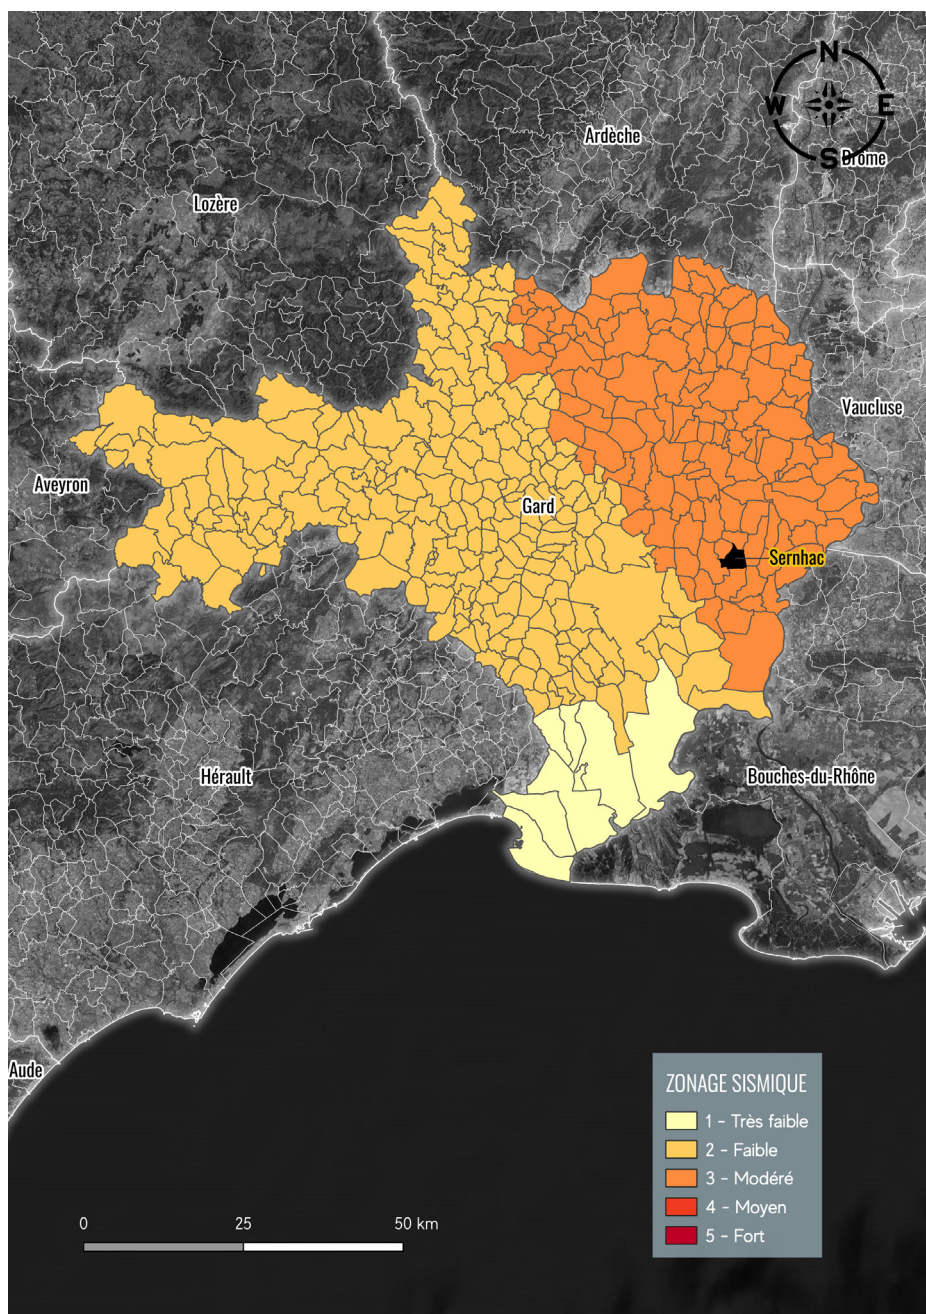 N
W
E
S
Ardèche
Drôme
Lozère
Vaucluse
Aveyron
Gard
Sernhac
Hérault
Bouches-du-Rhône
Aude
ZONAGE SISMIQUE
1 - Très faible
2 - Faible
3 - Modéré
4 - Moyen
5 - Fort
0 25 50 km